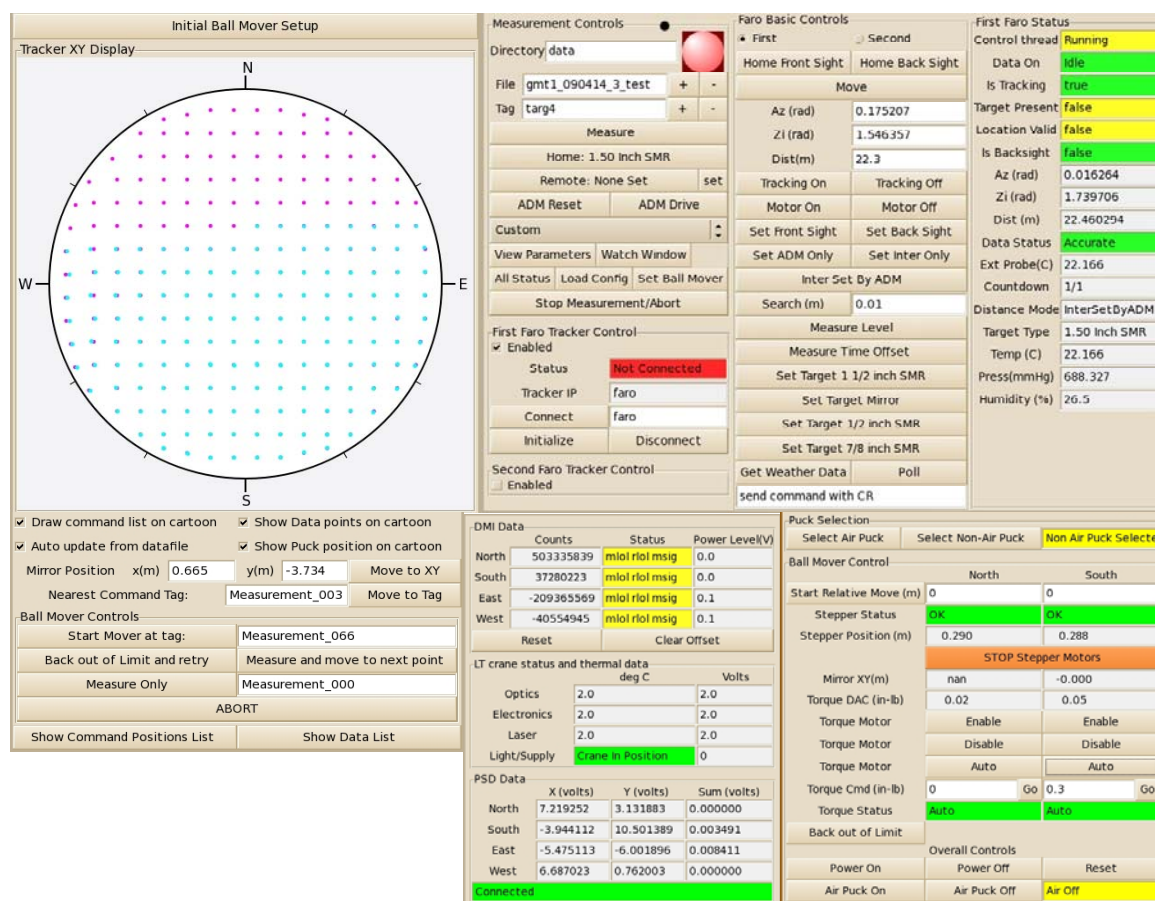 Initial Ball Mover Setup
Tracker XY Display
N
W
E
S
Draw command list on cartoon Show Data points on cartoon
Auto update from datafile Show Puck position on cartoon
Mirror Position x(m) 0.665 y(m) -3.734 Move to XY
Nearest Command Tag: Measurement_003 Move to Tag
Ball Mover Controls
Start Mover at tag: Measurement_066
Back out of Limit and retry Measure and move to next point
Measure Only Measurement_000
ABORT
Show Command Positions List Show Data List
Measurement Controls
Directory data
File gmt1_090414_3_test + -
Tag targ4 + -
Measure
Home: 1.50 Inch SMR
Remote: None Set set
ADM Reset ADM Drive
Custom
View Parameters Watch Window
All Status Load Config Set Ball Mover
Stop Measurement/Abort
First Faro Tracker Control
Enabled
Status Not Connected
Tracker IP faro
Connect faro
Initialize Disconnect
Second Faro Tracker Control
Enabled
Faro Basic Controls
First Second
Home Front Sight Home Back Sight
Move
Az (rad) 0.175207
Zi (rad) 1.546357
Dist(m) 22.3
Tracking On Tracking Off
Motor On Motor Off
Set Front Sight Set Back Sight
Set ADM Only Set Inter Only
Inter Set By ADM
Search (m) 0.01
Measure Level
Measure Time Offset
Set Target 1 1/2 inch SMR
Set Target Mirror
Set Target 1/2 inch SMR
Set Target 7/8 inch SMR
Get Weather Data Poll
send command with CR
First Faro Status
Control thread Running
Data On Idle
Is Tracking true
Target Present false
Location Valid false
Is Backsight false
Az (rad) 0.016264
Zi (rad) 1.739706
Dist (m) 22.460294
Data Status Accurate
Ext Probe(C) 22.166
Countdown 1/1
Distance Mode InterSetByADM
Target Type 1.50 Inch SMR
Temp (C) 22.166
Press(mmHg) 688.327
Humidity (%) 26.5
DMI Data
Counts Status Power Level(V)
North 503335839 mlol rlol msig 0.0
South 37280223 mlol rlol msig 0.0
East -209365569 mlol rlol msig 0.1
West -40554945 mlol rlol msig 0.1
Reset Clear Offset
LT crane status and thermal data
deg C Volts
Optics 2.0 2.0
Electronics 2.0 2.0
Laser 2.0 2.0
Light/Supply Crane In Position 0
PSD Data
X (volts) Y (volts) Sum (volts)
North 7.219252 3.131883 0.000000
South -3.944112 10.501389 0.003491
East -5.475113 -6.001896 0.008411
West 6.687023 0.762003 0.000000
Connected
Puck Selection
Select Air Puck Select Non-Air Puck Non Air Puck Selecte
Ball Mover Control
North South
Start Relative Move (m) 0 0
Stepper Status OK OK
Stepper Position (m) 0.290 0.288
STOP Stepper Motors
Mirror XY(m) nan -0.000
Torque DAC (in-lb) 0.02 0.05
Torque Motor Enable Enable
Torque Motor Disable Disable
Torque Motor Auto Auto
Torque Cmd (in-lb) 0 Go 0.3 Go
Torque Status Auto Auto
Back out of Limit
Overall Controls
Power On Power Off Reset
Air Puck On Air Puck Off Air Off